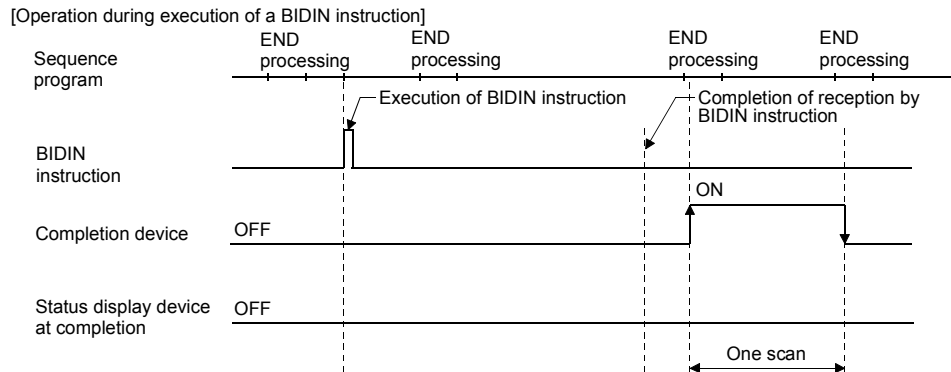 [Operation during execution of a BIDIN instruction]
END
processing
END
processing
END
processing
END
processing
Sequence
program
Execution of BIDIN instruction
Completion of reception by
BIDIN instruction
BIDIN
instruction
ON
Completion device
OFF
Status display device
at completion
OFF
One scan